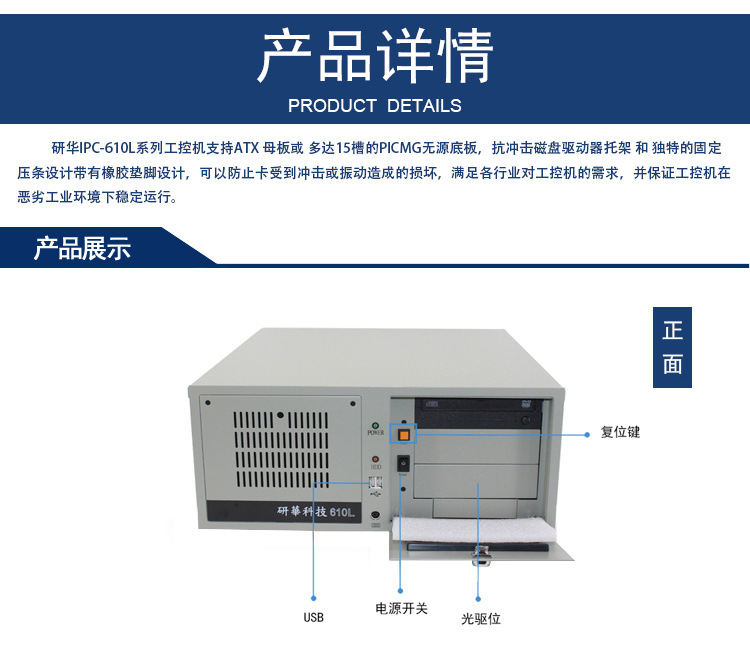 产品详情
PRODUCT DETAILS
研华IPC-610L系列工控机支持ATX 母板或 多达15槽的PICMG无源底板，抗冲击磁盘驱动器托架 和 独特的固定
压条设计带有橡胶垫脚设计，可以防止卡受到冲击或振动造成的损坏，满足各行业对工控机的需求，并保证工控机在
恶劣工业环境下稳定运行。
产品展示
正面
复位键
POWER
HDD
研華科技 610L
USB
电源开关
光驱位